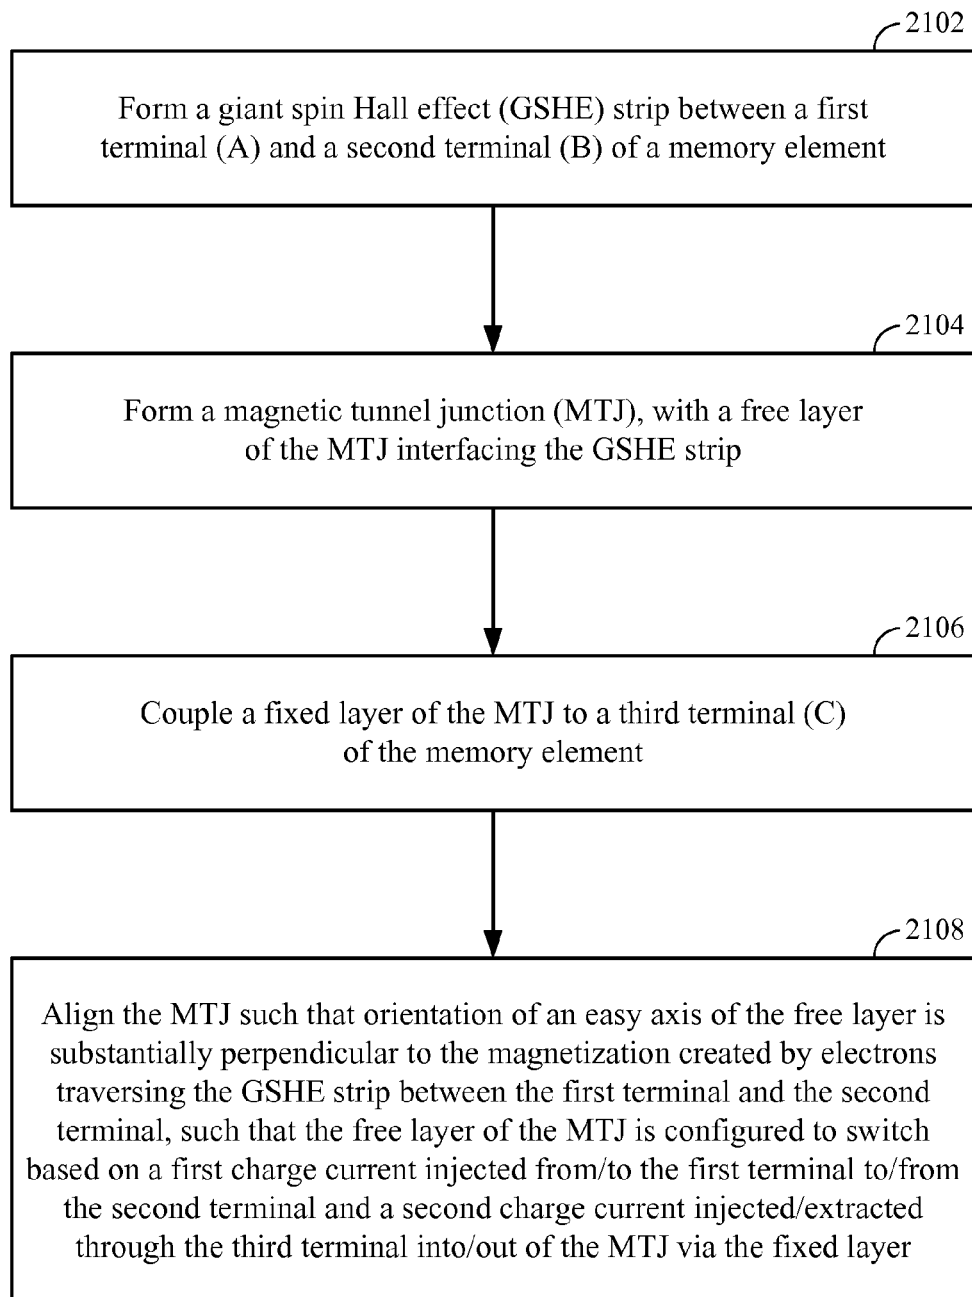 2102
Form a giant spin Hall effect (GSHE) strip between a first
terminal (A) and a second terminal (B) of a memory element
2104
Form a magnetic tunnel junction (MTJ), with a free layer
of the MTJ interfacing the GSHE strip
2106
Couple a fixed layer of the MTJ to a third terminal (C)
of the memory element
2108
Align the MTJ such that orientation of an easy axis of the free layer is
substantially perpendicular to the magnetization created by electrons
traversing the GSHE strip between the first terminal and the second
terminal, such that the free layer of the MTJ is configured to switch
based on a first charge current injected from/to the first terminal to/from
the second terminal and a second charge current injected/extracted
through the third terminal into/out of the MTJ via the fixed layer